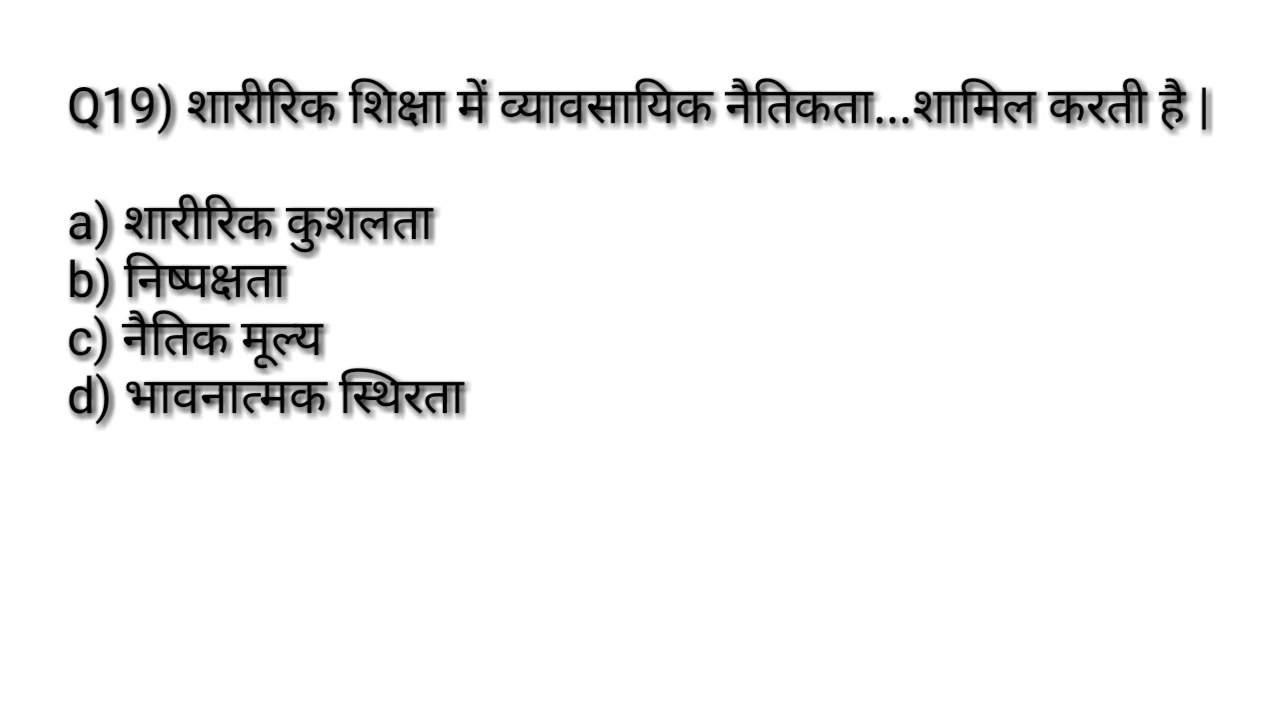 Q19) शारीरिक शिक्षा में व्यावसायिक नैतिकता...शामिल करती है |
a) शारीरिक कुशलता
b) निष्पक्षता
c) नैतिक मूल्य
d) भावनात्मक स्थिरता